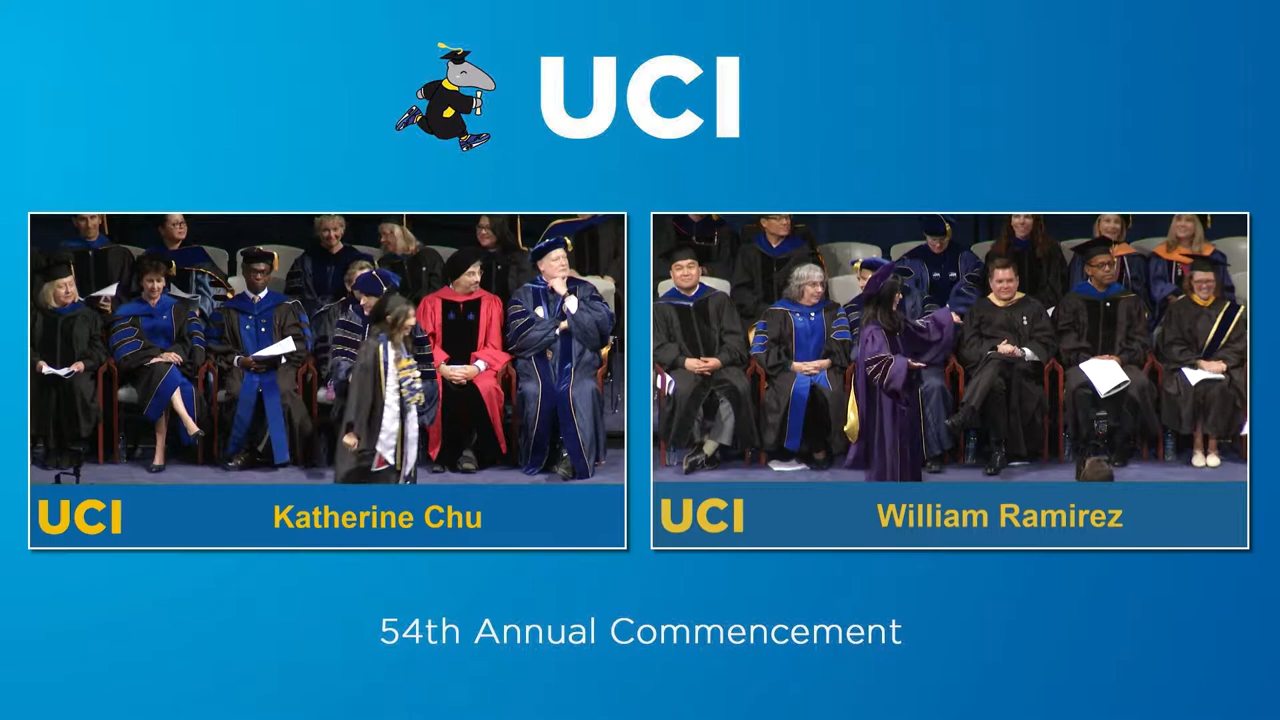 UCI
UCI
Katherine Chu
UCI
William Ramirez
54th Annual Commencement